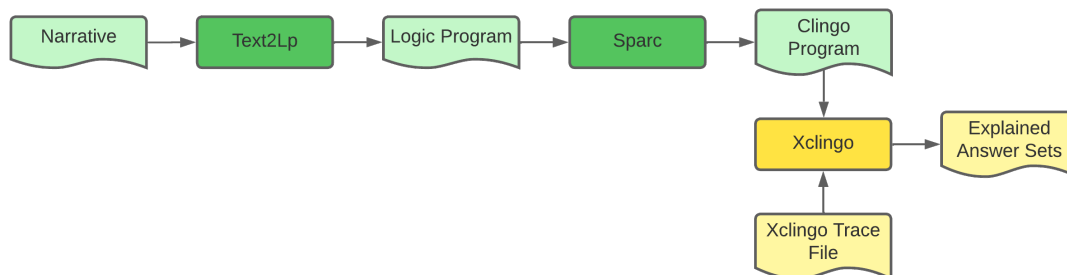 Narrative
Text2Lp
Logic Program
Sparc
Clingo
Program
Xclingo
Explained
Answer Sets
Xclingo Trace
File